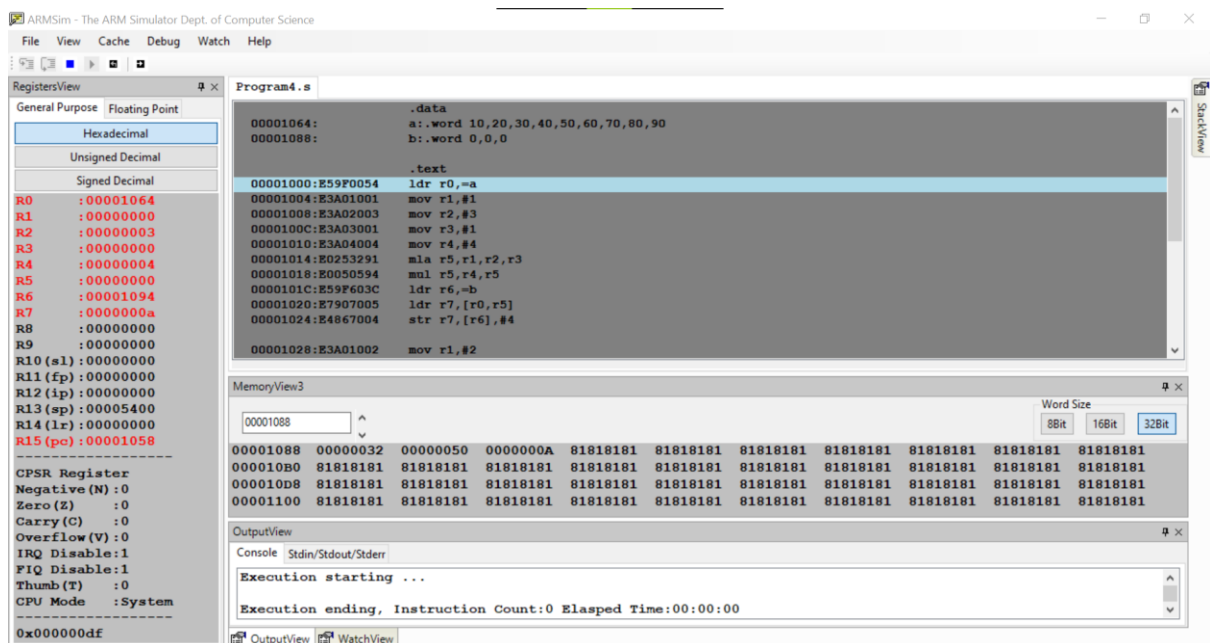 ARMSim - The ARM Simulator Dept. of Computer Science
File View Cache Debug Watch Help
RegistersView
General Purpose Floating Point
Hexadecimal
Unsigned Decimal
Signed Decimal
R0 :00001064
R1 :00000000
R2 :00000003
R3 :00000000
R4 :00000004
R5 :00000000
R6 :00001094
R7 :0000000a
R8 :00000000
R9 :00000000
R10(sl):00000000
R11(fp):00000000
R12(ip):00000000
R13(sp):00005400
R14(lr):00000000
R15(pc):00001058
-------------------
CPSR Register
Negative(N):0
Zero(Z) :0
Carry(C) :0
Overflow(V):0
IRQ Disable:1
FIQ Disable:1
Thumb(T) :0
CPU Mode :System
-------------------
0x000000df
Program4.s
.data
00001064: a:.word 10,20,30,40,50,60,70,80,90
00001088: b:.word 0,0,0
.text
00001000:E59F0054 ldr r0,=a
00001004:E3A01001 mov r1,#1
00001008:E3A02003 mov r2,#3
0000100C:E3A03001 mov r3,#1
00001010:E3A04004 mov r4,#4
00001014:E0253291 mla r5,r1,r2,r3
00001018:E0050594 mul r5,r4,r5
0000101C:E59F603C ldr r6,=b
00001020:E7907005 ldr r7,[r0,r5]
00001024:E4867004 str r7,[r6],#4
00001028:E3A01002 mov r1,#2
StackView
MemoryView3
00001088
Word Size
8Bit 16Bit 32Bit
00001088 00000032 00000050 0000000A 81818181 81818181 81818181 81818181 81818181 81818181 81818181
000010B0 81818181 81818181 81818181 81818181 81818181 81818181 81818181 81818181 81818181 81818181
000010D8 81818181 81818181 81818181 81818181 81818181 81818181 81818181 81818181 81818181 81818181
00001100 81818181 81818181 81818181 81818181 81818181 81818181 81818181 81818181 81818181 81818181
OutputView
Console Stdin/Stdout/Stderr
Execution starting ...
Execution ending, Instruction Count:0 Elasped Time:00:00:00
OutputView WatchView